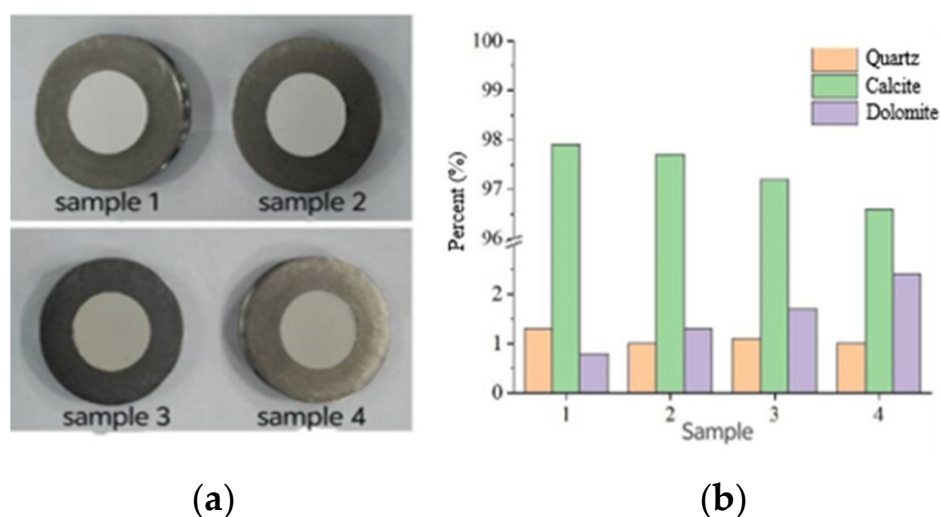 sample 1
sample 2
sample 3
sample 4
(a)
100
99
98
97
96
2
1
0
Percent (%)
Quartz
Calcite
Dolomite
1 2 3 4
Sample
(b)